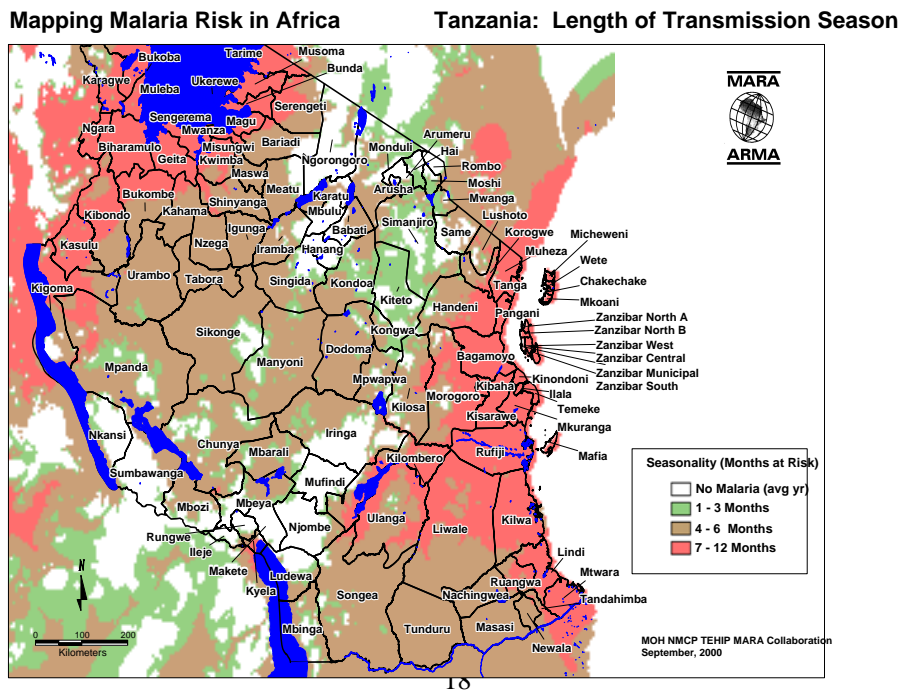 Mapping Malaria Risk in Africa
Tanzania: Length of Transmission Season
MARA
ARMA
Bukoba
Tarime
Musoma
Karagwe
Ukerewe
Bunda
Muleba
Serengeti
Sengerema
Magu
Arumeru
Ngara
Mwanza
Hai
Biharamulo
Misungwi
Bariadi
Monduli
Geita
Kwimba
Ngorongoro
Rombo
Maswa
Moshi
Bukombe
Meatu
Karatu
Arusha
Mwanga
Kibondo
Kahama
Shinyanga
Mbulu
Lushoto
Igunga
Babati
Simanjiro
Same
Korogwe
Micheweni
Kasulu
Nzega
Iramba
Hanang
Muheza
Wete
Urambo
Tabora
Singida
Kondoa
Tanga
Chakechake
Kigoma
Kiteto
Handeni
Mkoani
Pangani
Zanzibar North A
Sikonge
Kongwa
Zanzibar North B
Dodoma
Bagamoyo
Zanzibar West
Manyoni
Zanzibar Central
Mpanda
Zanzibar Municipal
Mpwapwa
Kinondoni
Zanzibar South
Kibaha
Morogoro
Ilala
Kilosa
Temeke
Kisarawe
Nkansi
Iringa
Mkuranga
Chunya
Mbarali
Kilombero
Rufiji
Mafia
Sumbawanga
Mufindi
Mbozi
Mbeya
Ulanga
Liwale
Kilwa
Rungwe
Njombe
Ileje
Lindi
Makete
Ludewa
Ruangwa
Mtwara
Kyela
Songea
Nachingwea
Tandahimba
Mbinga
Tunduru
Masasi
Newala
Seasonality (Months at Risk)
No Malaria (avg yr)
1 - 3 Months
4 - 6 Months
7 - 12 Months
N
0 100 200
Kilometers
MOH NMCP TEHIP MARA Collaboration
September, 2000
18